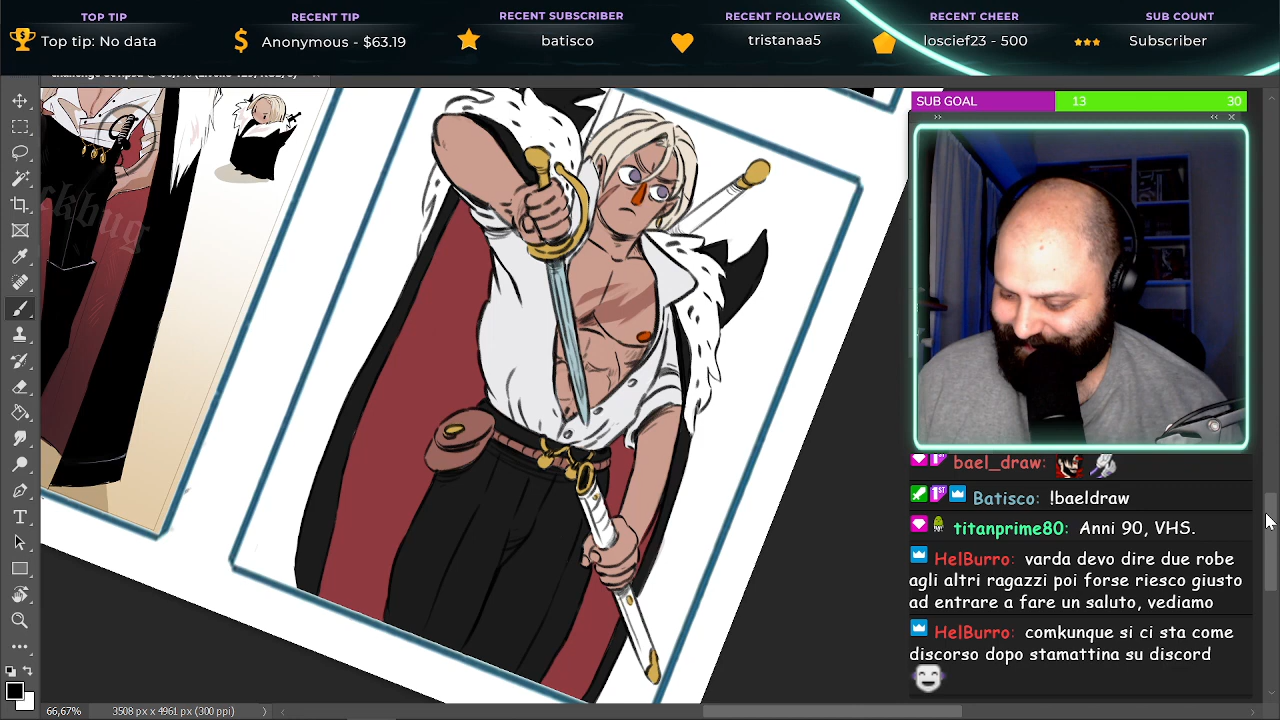 TOP TIP
Top tip: No data
RECENT TIP
Anonymous - $63.19
RECENT SUBSCRIBER
batisco
RECENT FOLLOWER
tristanaa5
RECENT CHEER
loscief23 - 500
SUB COUNT
Subscriber
SUB GOAL 13 30
bael_draw:
Batisco: !baeldraw
titanprime80: Anni 90, VHS.
HelBurro: varda devo dire due robe
agli altri ragazzi poi forse riesco giusto
ad entrare a fare un saluto, vediamo
HelBurro: comkunque si ci sta come
discorso dopo stamattina su discord
66,67% 3508 px x 4961 px (300 ppi)